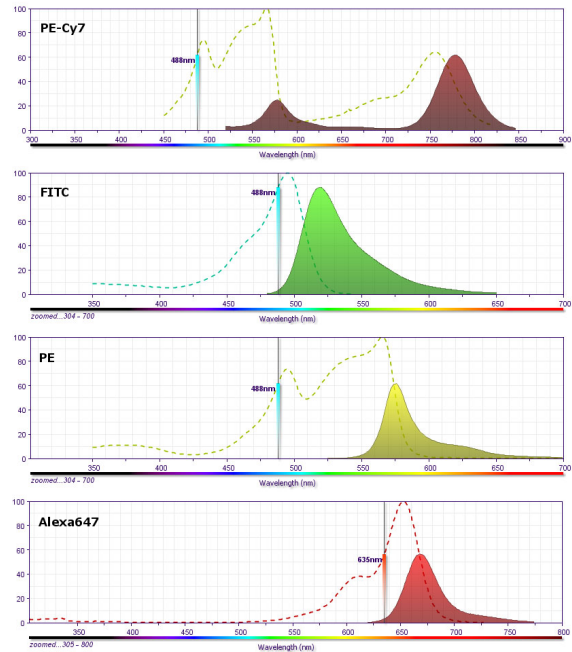 PE-Cy7
100
80
60
40
20
0
488nm
300 350 400 450 500 550 600 650 700 750 800 850 900
Wavelength (nm)
FITC
100
80
60
40
20
0
488nm
350 400 450 500 550 600 650 700
zoomed...304 - 700
Wavelength (nm)
PE
100
80
60
40
20
0
488nm
350 400 450 500 550 600 650 700
zoomed...304 - 700
Wavelength (nm)
Alexa647
100
80
60
40
20
0
635nm
350 400 450 500 550 600 650 700 750 800
zoomed...305 - 800
Wavelength (nm)